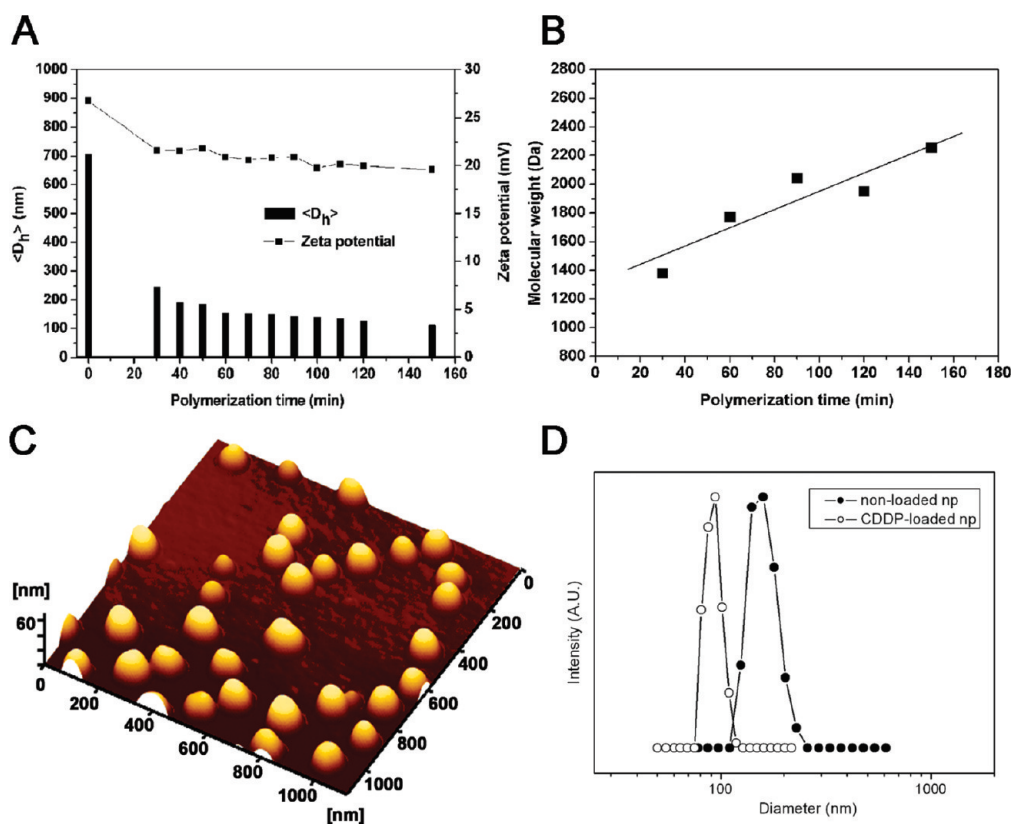 A
1000
900
800
700
600
500
400
300
200
100
0
<D_h> (nm)
30
25
20
15
10
5
0
Zeta potential (mV)
<D_h>
Zeta potential
0 20 40 60 80 100 120 140 160
Polymerization time (min)
B
2800
2600
2400
2200
2000
1800
1600
1400
1200
1000
800
Molecular weight (Da)
0 20 40 60 80 100 120 140 160 180
Polymerization time (min)
C
[nm]
60
0
0
200
400
600
800
1000
[nm]
0
200
400
600
800
1000
D
non-loaded np
CDDP-loaded np
Intensity (A.U.)
100 1000
Diameter (nm)